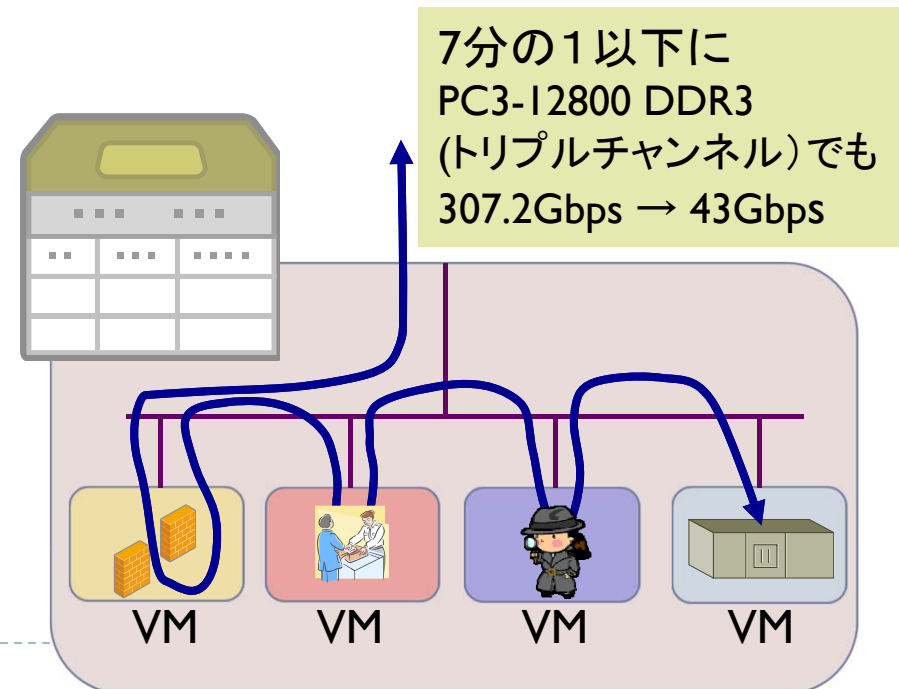 7分の１以下に
PC3-12800 DDR3
(トリプルチャンネル）でも
307.2Gbps → 43Gbps
VM VM VM VM